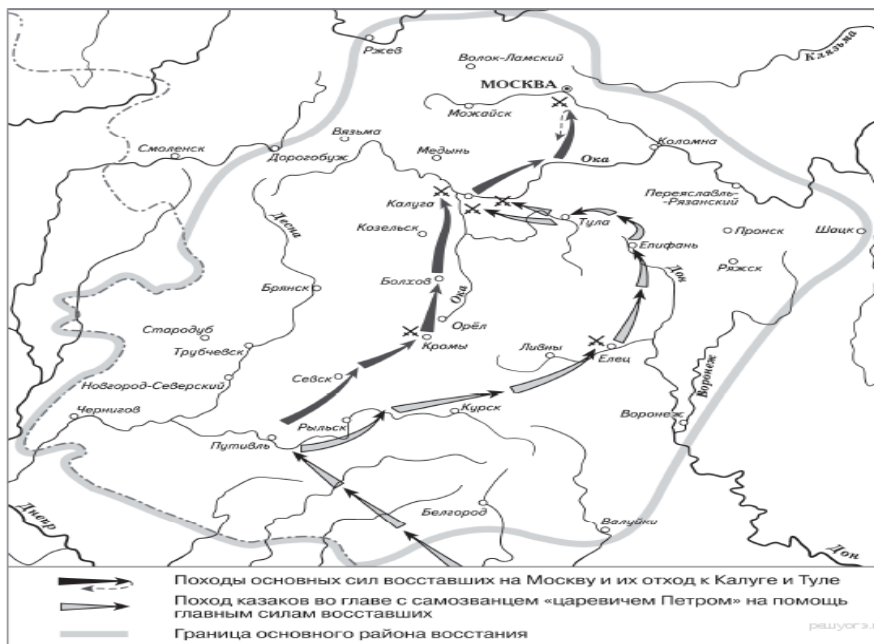 Ржев
Волок-Ламский
Клязьма
МОСКВА
Можайск
Вязьма
Смоленск
Дорогобуж
Медынь
Ока
Коломна
Переяславль-
Рязанский
Калуга
Тула
Десна
Козельск
Епифань
Пронск
Шацк
Дон
Ряжск
Болхов
Брянск
Ока
Орёл
Стародуб
Трубчевск
Кромы
Ливны
Елец
Воронеж
Севск
Новгород-Северский
Чернигов
Рыльск
Курск
Воронеж
Путивль
Белгород
Валуйки
Днепр
Дон
Походы основных сил восставших на Москву и их отход к Калуге и Туле
Поход казаков во главе с самозванцем «царевичем Петром» на помощь
главным силам восставших
Граница основного района восстания